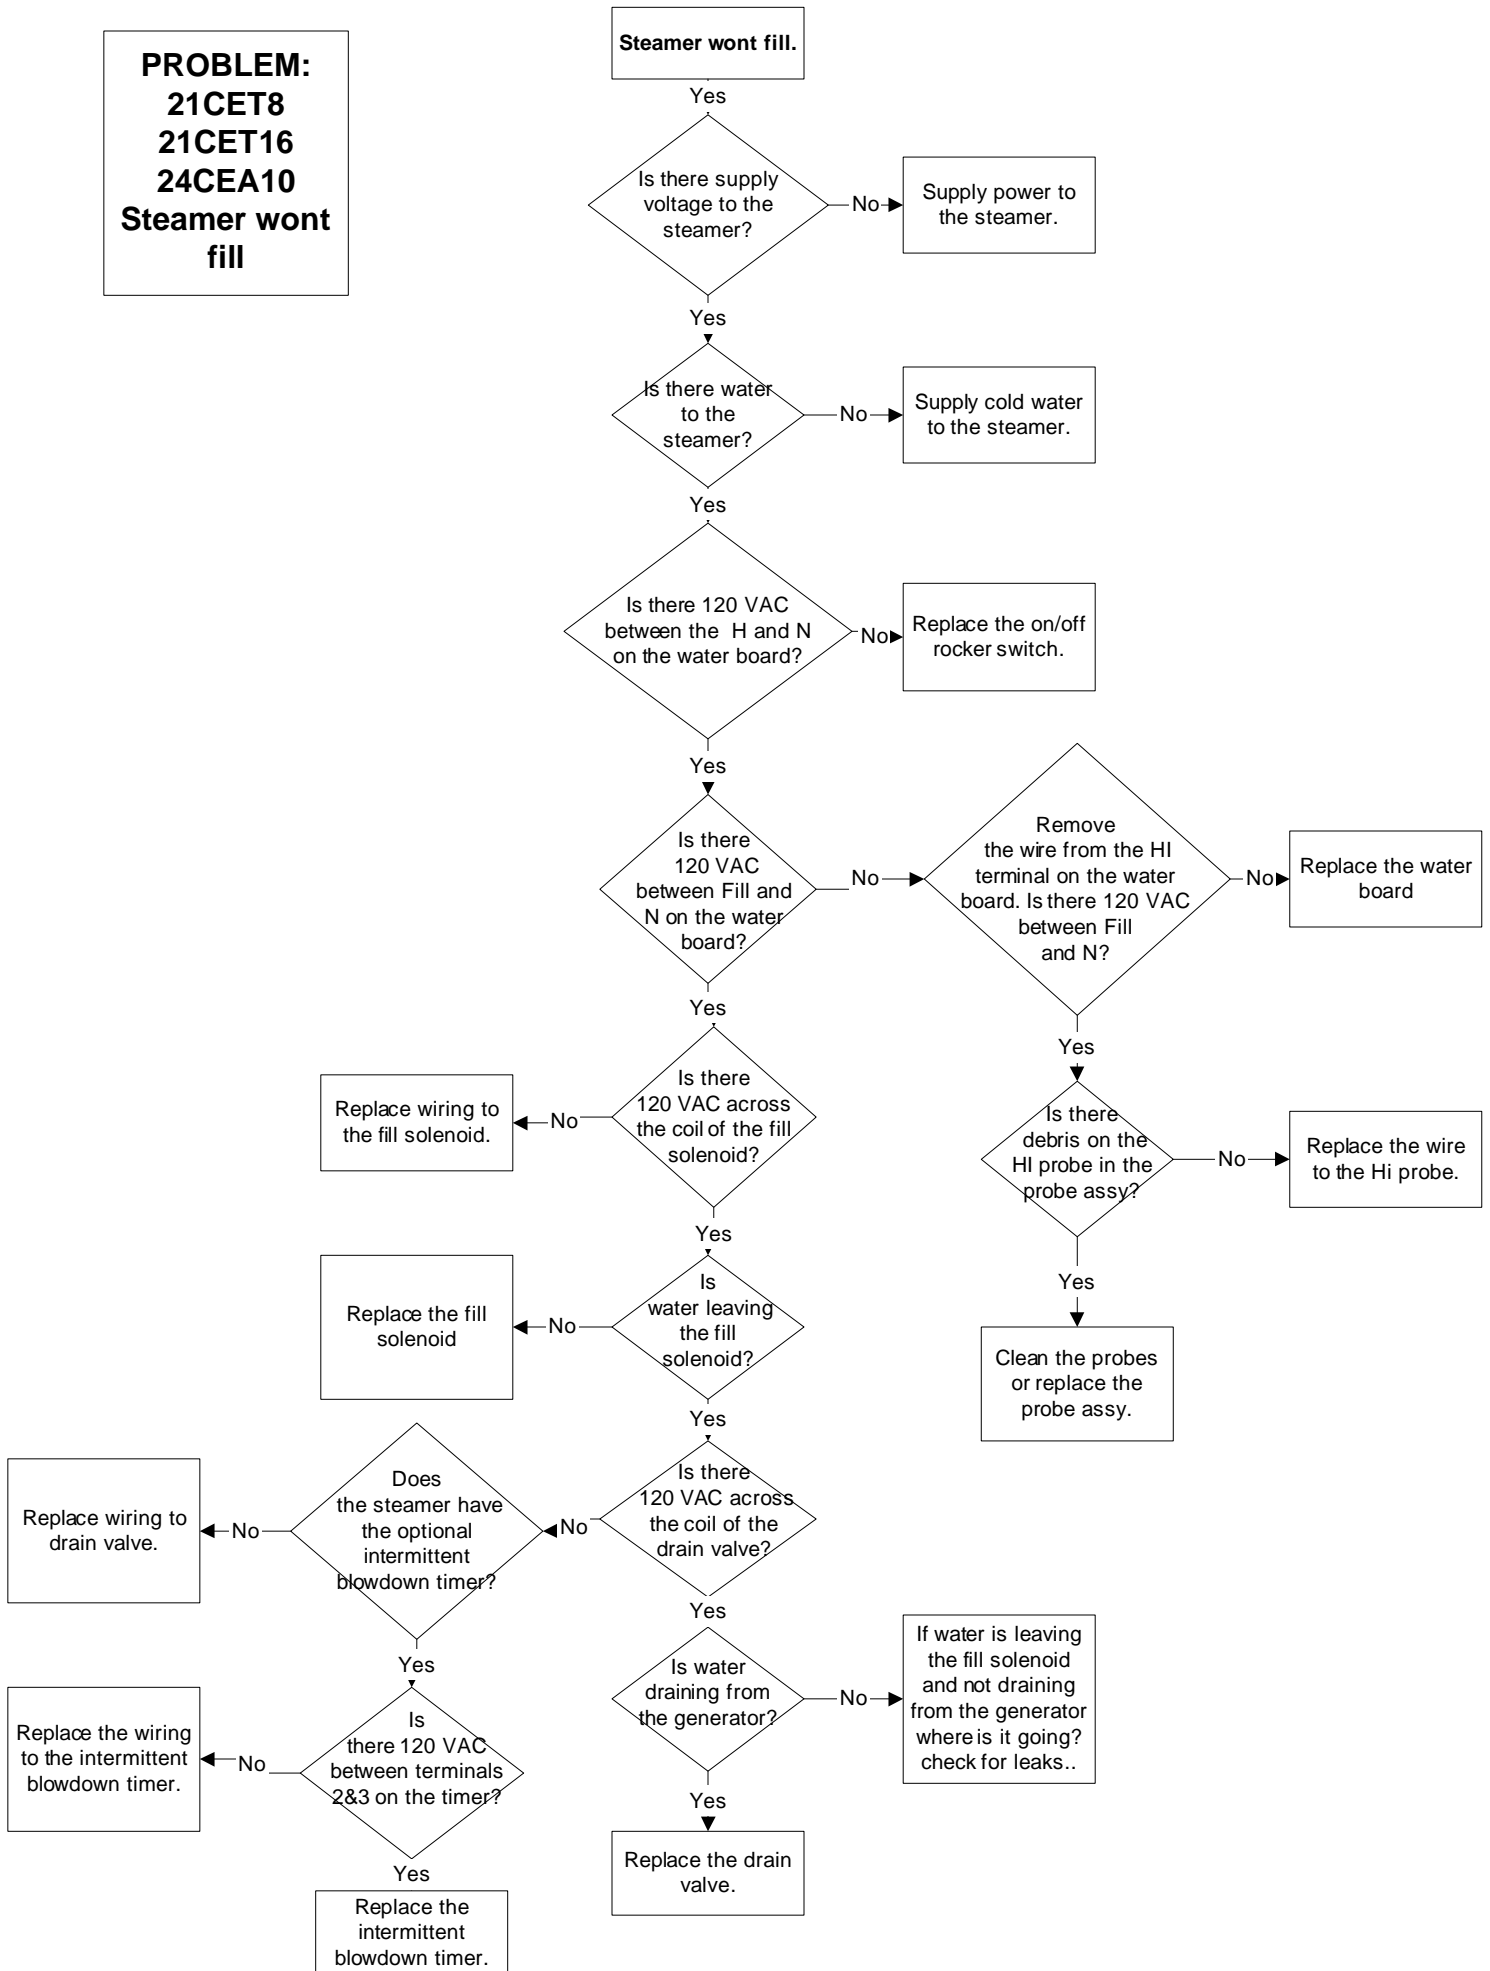 PROBLEM:
21CET8
21CET16
24CEA10
Steamer wont
fill
Steamer wont fill.
Yes
Is there supply
voltage to the
steamer?
No
Supply power to
the steamer.
Yes
Is there water
to the
steamer?
No
Supply cold water
to the steamer.
Yes
Is there 120 VAC
between the H and N
on the water board?
No
Replace the on/off
rocker switch.
Yes
Is there
120 VAC
between Fill and
N on the water
board?
No
Remove
the wire from the HI
terminal on the water
board. Is there 120 VAC
between Fill
and N?
No
Replace the water
board
Yes
Yes
Is there
120 VAC across
the coil of the fill
solenoid?
No
Replace wiring to
the fill solenoid.
Is there
debris on the
HI probe in the
probe assy?
No
Replace the wire
to the Hi probe.
Yes
Yes
Is
water leaving
the fill
solenoid?
No
Replace the fill
solenoid
Clean the probes
or replace the
probe assy.
Yes
Is there
120 VAC across
the coil of the
drain valve?
No
Does
the steamer have
the optional
intermittent
blowdown timer?
No
Replace wiring to
drain valve.
Yes
Yes
Is water
draining from
the generator?
No
If water is leaving
the fill solenoid
and not draining
from the generator
where is it going?
check for leaks..
Is
there 120 VAC
between terminals
2&3 on the timer?
No
Replace the wiring
to the intermittent
blowdown timer.
Yes
Replace the drain
valve.
Yes
Replace the
intermittent
blowdown timer.